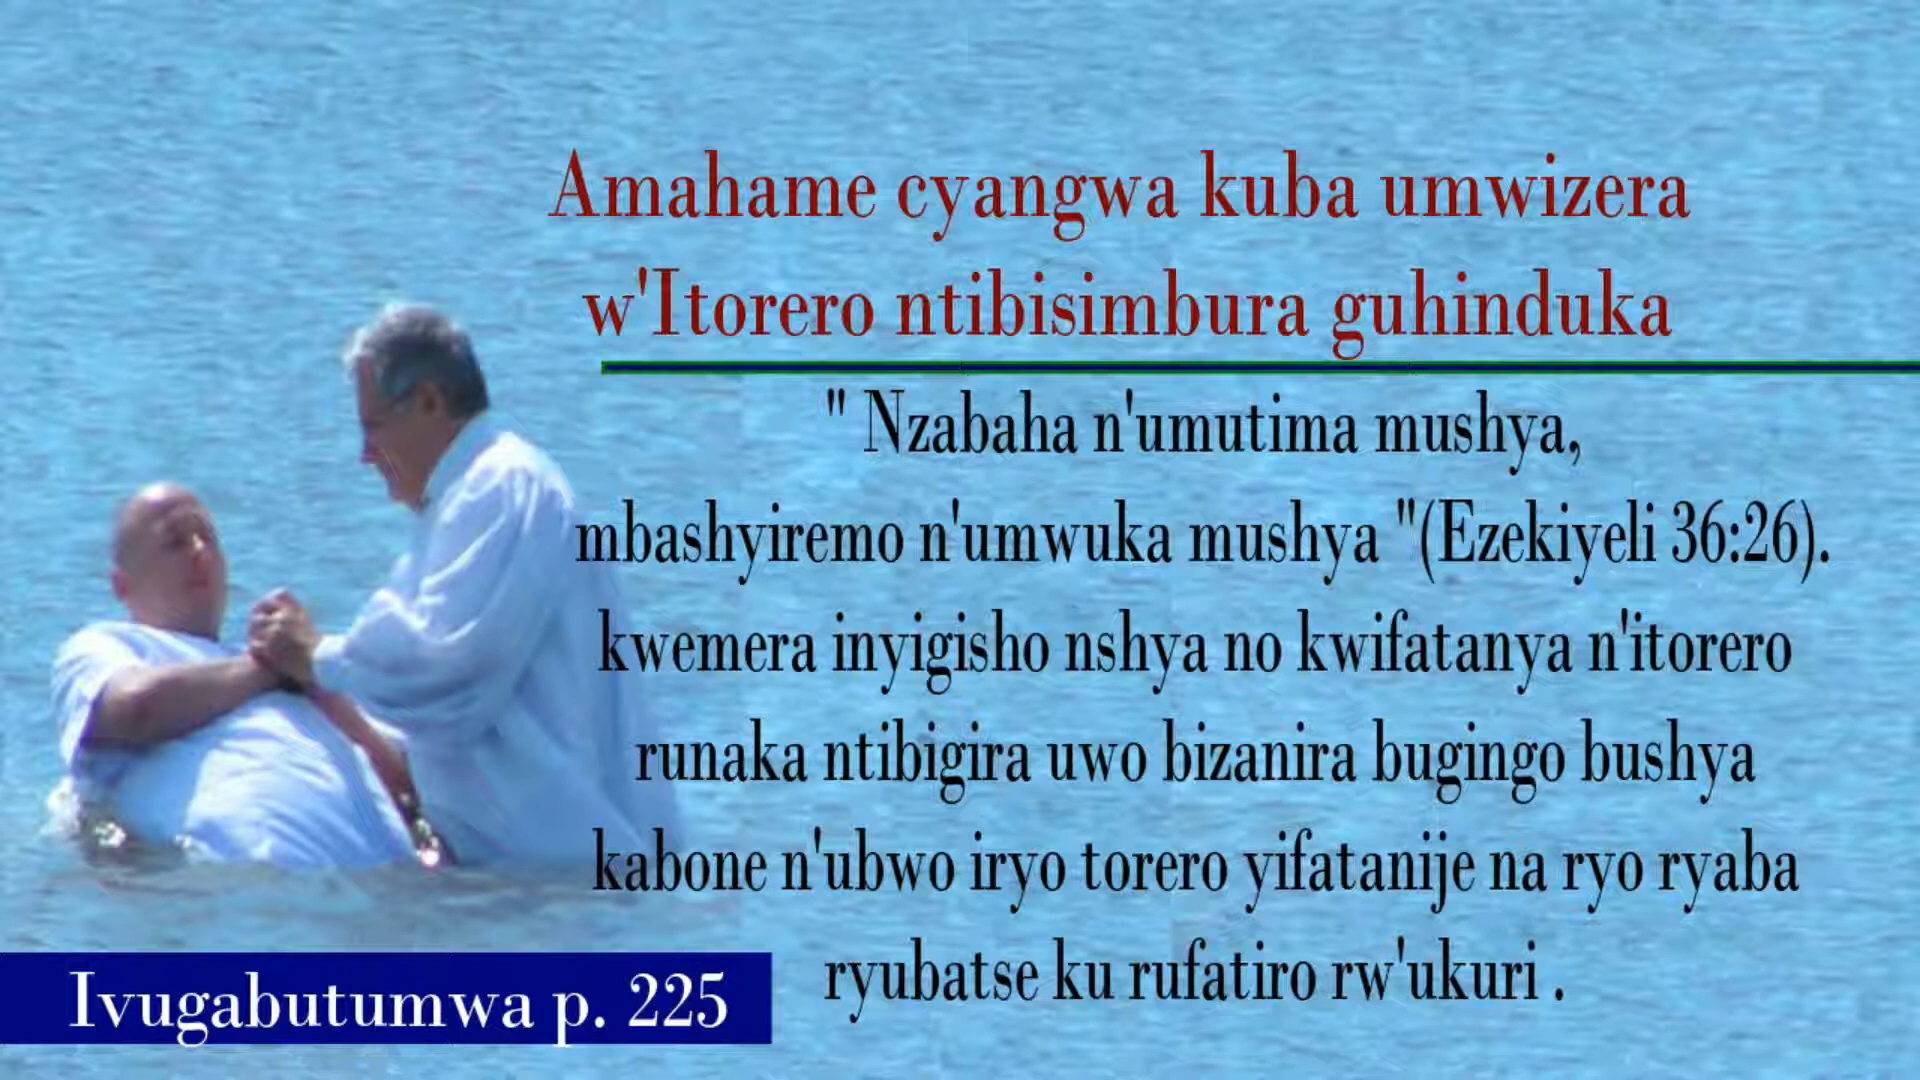 Amahame cyangwa kuba umwizera
w'Itorero ntibisimbura guhinduka
" Nzabaha n'umutima mushya,
mbashyiremo n'umwuka mushya "(Ezekiyeli 36:26).
kwemera inyigisho nshya no kwifatanya n'itorero
runaka ntibigira uwo bizanira bugingo bushya
kabone n'ubwo iryo torero yifatanije na ryo ryaba
ryubatse ku rufatiro rw'ukuri .
Ivugabutumwa p. 225